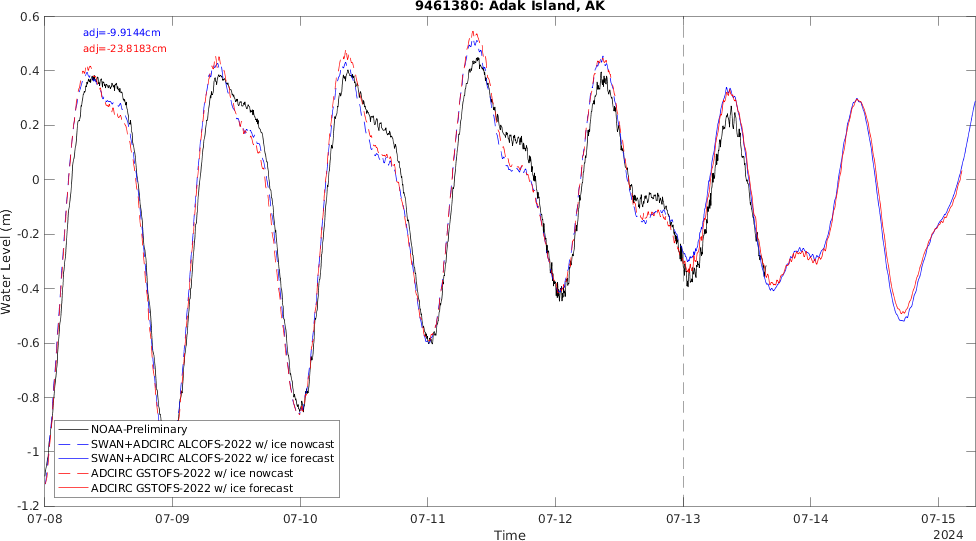 9461380: Adak Island, AK
adj=-9.9144cm
adj=-23.8183cm
0.6
0.4
0.2
0
-0.2
-0.4
-0.6
-0.8
-1
-1.2
Water Level (m)
NOAA-Preliminary
SWAN+ADCIRC ALCOFS-2022 w/ ice nowcast
SWAN+ADCIRC ALCOFS-2022 w/ ice forecast
ADCIRC GSTOFS-2022 w/ ice nowcast
ADCIRC GSTOFS-2022 w/ ice forecast
07-08 07-09 07-10 07-11 07-12 07-13 07-14 07-15
Time
2024